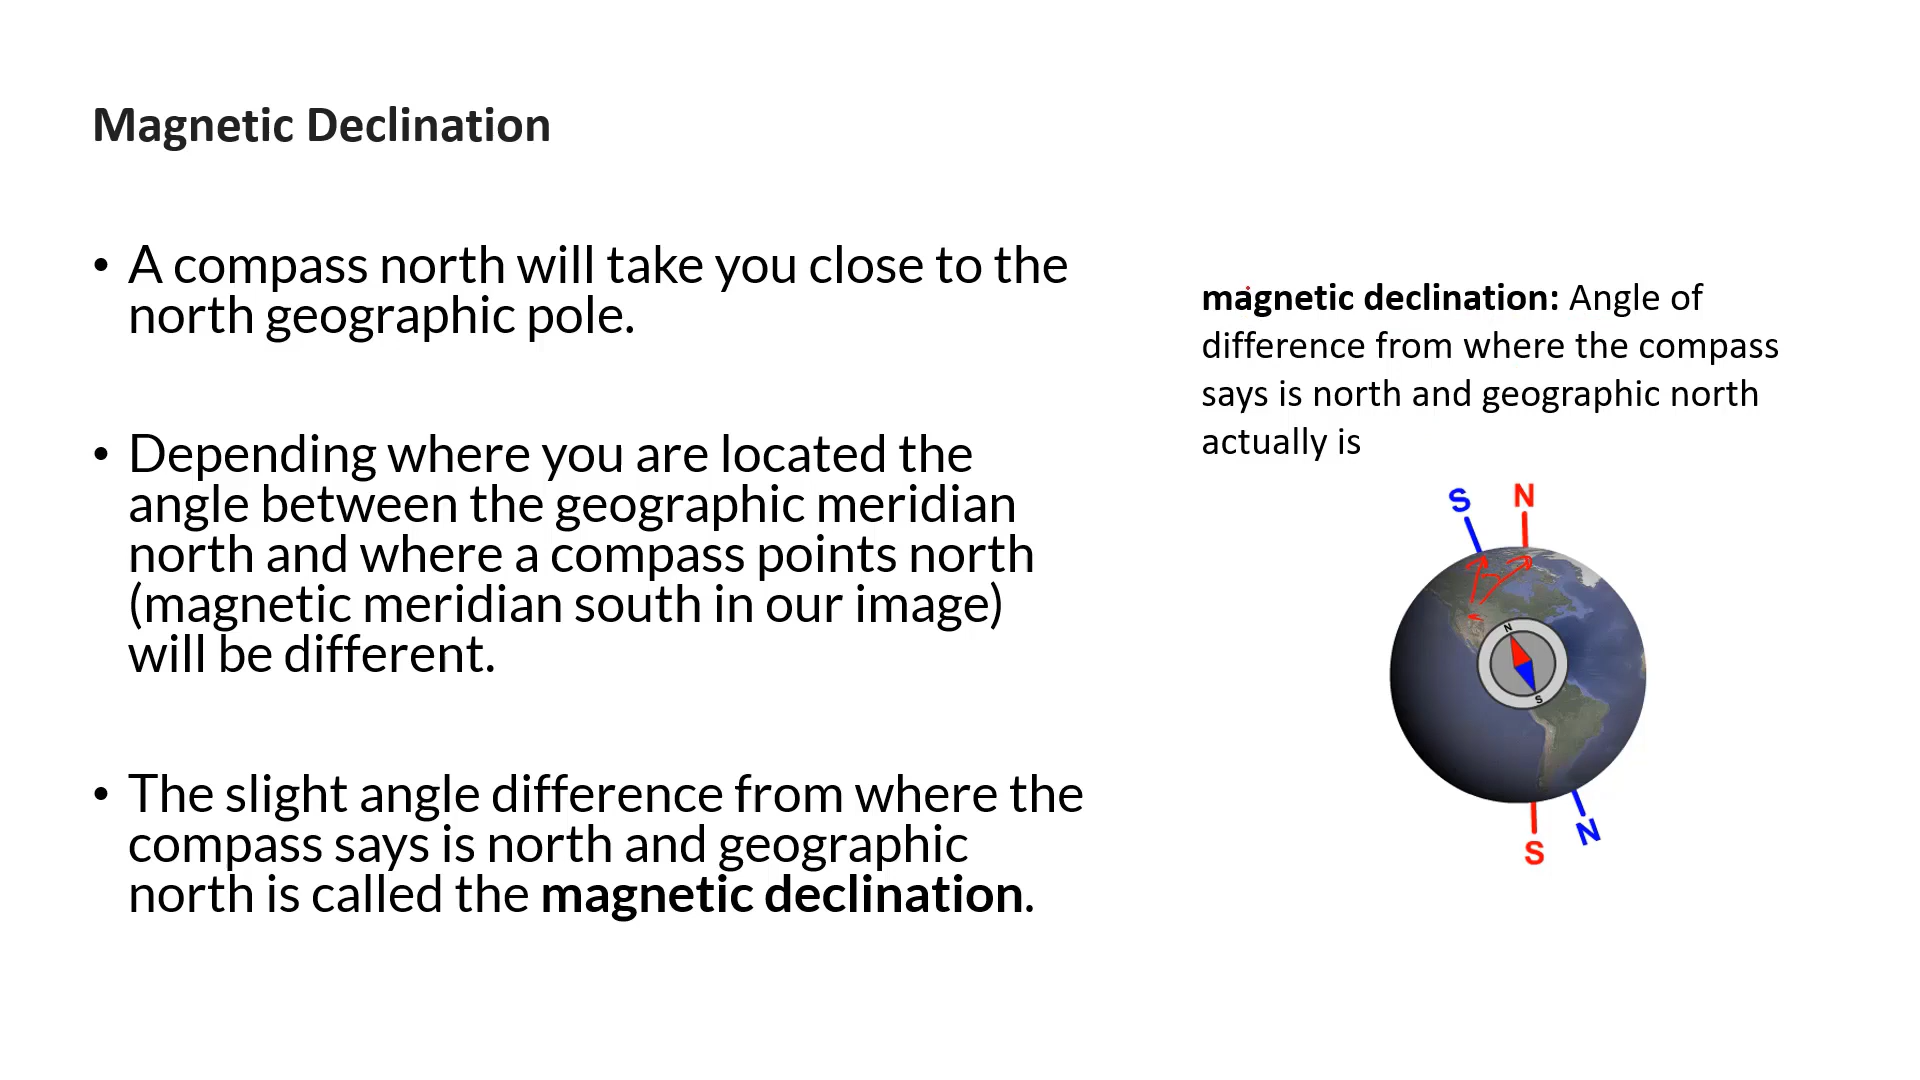 Magnetic Declination
• A compass north will take you close to the
north geographic pole.
• Depending where you are located the
angle between the geographic meridian
north and where a compass points north
(magnetic meridian south in our image)
will be different.
• The slight angle difference from where the
compass says is north and geographic
north is called the magnetic declination.
magnetic declination: Angle of
difference from where the compass
says is north and geographic north
actually is
S N
N
S
S N